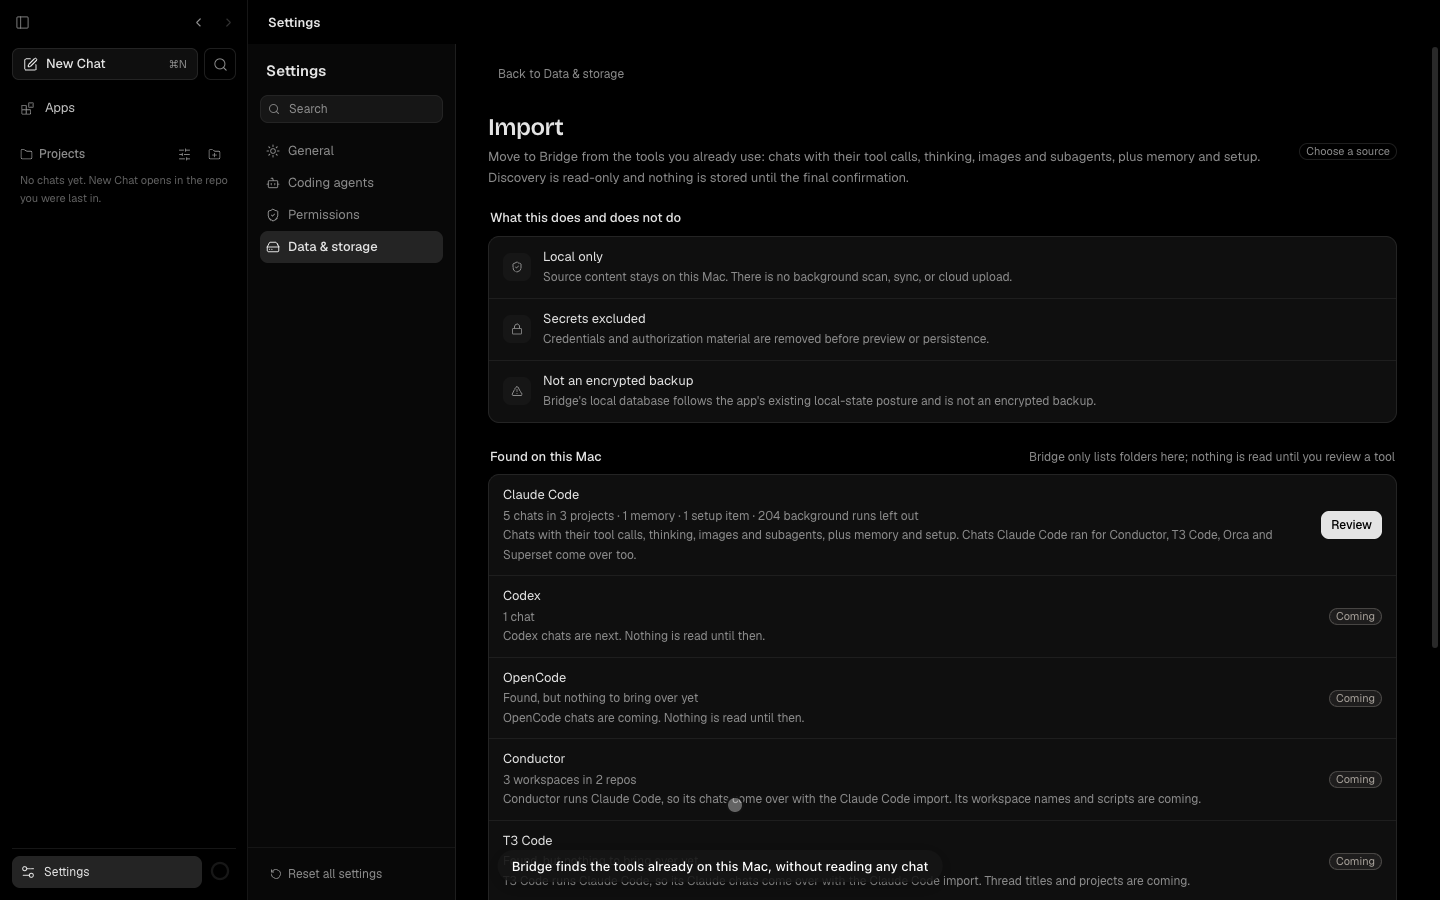 Settings
New Chat
⌘N
Apps
Projects
No chats yet. New Chat opens in the repo
you were last in.
Settings
Settings
Search
General
Coding agents
Permissions
Data & storage
Reset all settings
Back to Data & storage
Import
Move to Bridge from the tools you already use: chats with their tool calls, thinking, images and subagents, plus memory and setup.
Discovery is read-only and nothing is stored until the final confirmation.
Choose a source
What this does and does not do
Local only
Source content stays on this Mac. There is no background scan, sync, or cloud upload.
Secrets excluded
Credentials and authorization material are removed before preview or persistence.
Not an encrypted backup
Bridge's local database follows the app's existing local-state posture and is not an encrypted backup.
Found on this Mac
Bridge only lists folders here; nothing is read until you review a tool
Claude Code
5 chats in 3 projects · 1 memory · 1 setup item · 204 background runs left out
Chats with their tool calls, thinking, images and subagents, plus memory and setup. Chats Claude Code ran for Conductor, T3 Code, Orca and
Superset come over too.
Review
Codex
1 chat
Codex chats are next. Nothing is read until then.
Coming
OpenCode
Found, but nothing to bring over yet
OpenCode chats are coming. Nothing is read until then.
Coming
Conductor
3 workspaces in 2 repos
Conductor runs Claude Code, so its chats come over with the Claude Code import. Its workspace names and scripts are coming.
Coming
T3 Code
Bridge finds the tools already on this Mac, without reading any chat
T3 Code runs Claude Code, so its Claude chats come over with the Claude Code import. Thread titles and projects are coming.
Coming